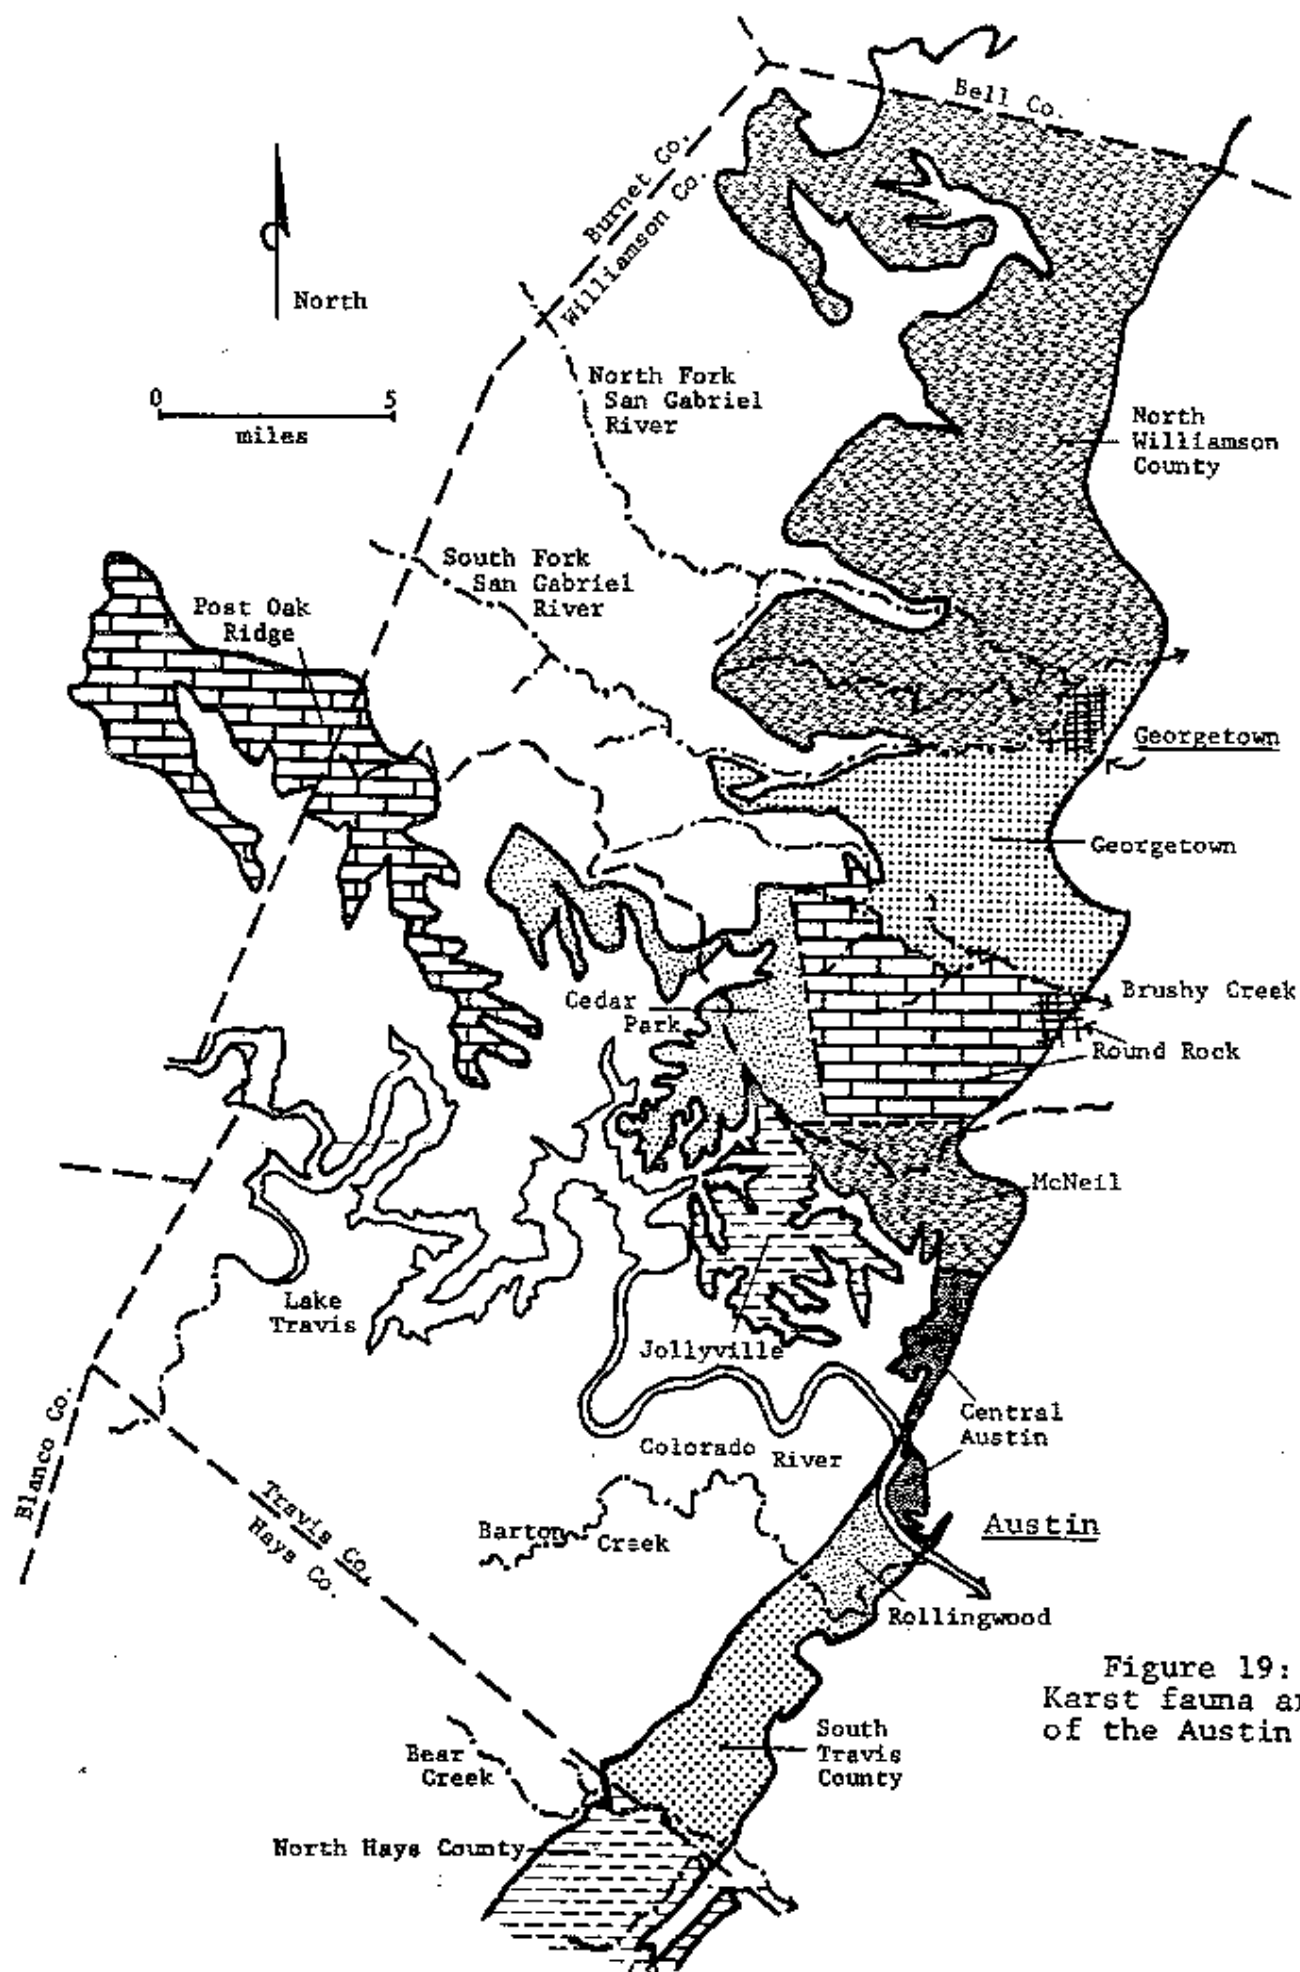 Bell Co.
Burnet Co.
Williamson Co.
North
0 5
miles
North Fork
San Gabriel
River
North
Williamson
County
South Fork
San Gabriel
River
Post Oak
Ridge
Georgetown
Georgetown
Cedar
Park
Brushy Creek
Round Rock
McNeil
Lake
Travis
Jollyville
Central
Austin
Colorado River
Blanco Co.
Travis Co.
Hays Co.
Barton Creek
Austin
Rollingwood
Figure 19:
Karst fauna
of the Austin
South
Travis
County
Bear
Creek
North Hays County